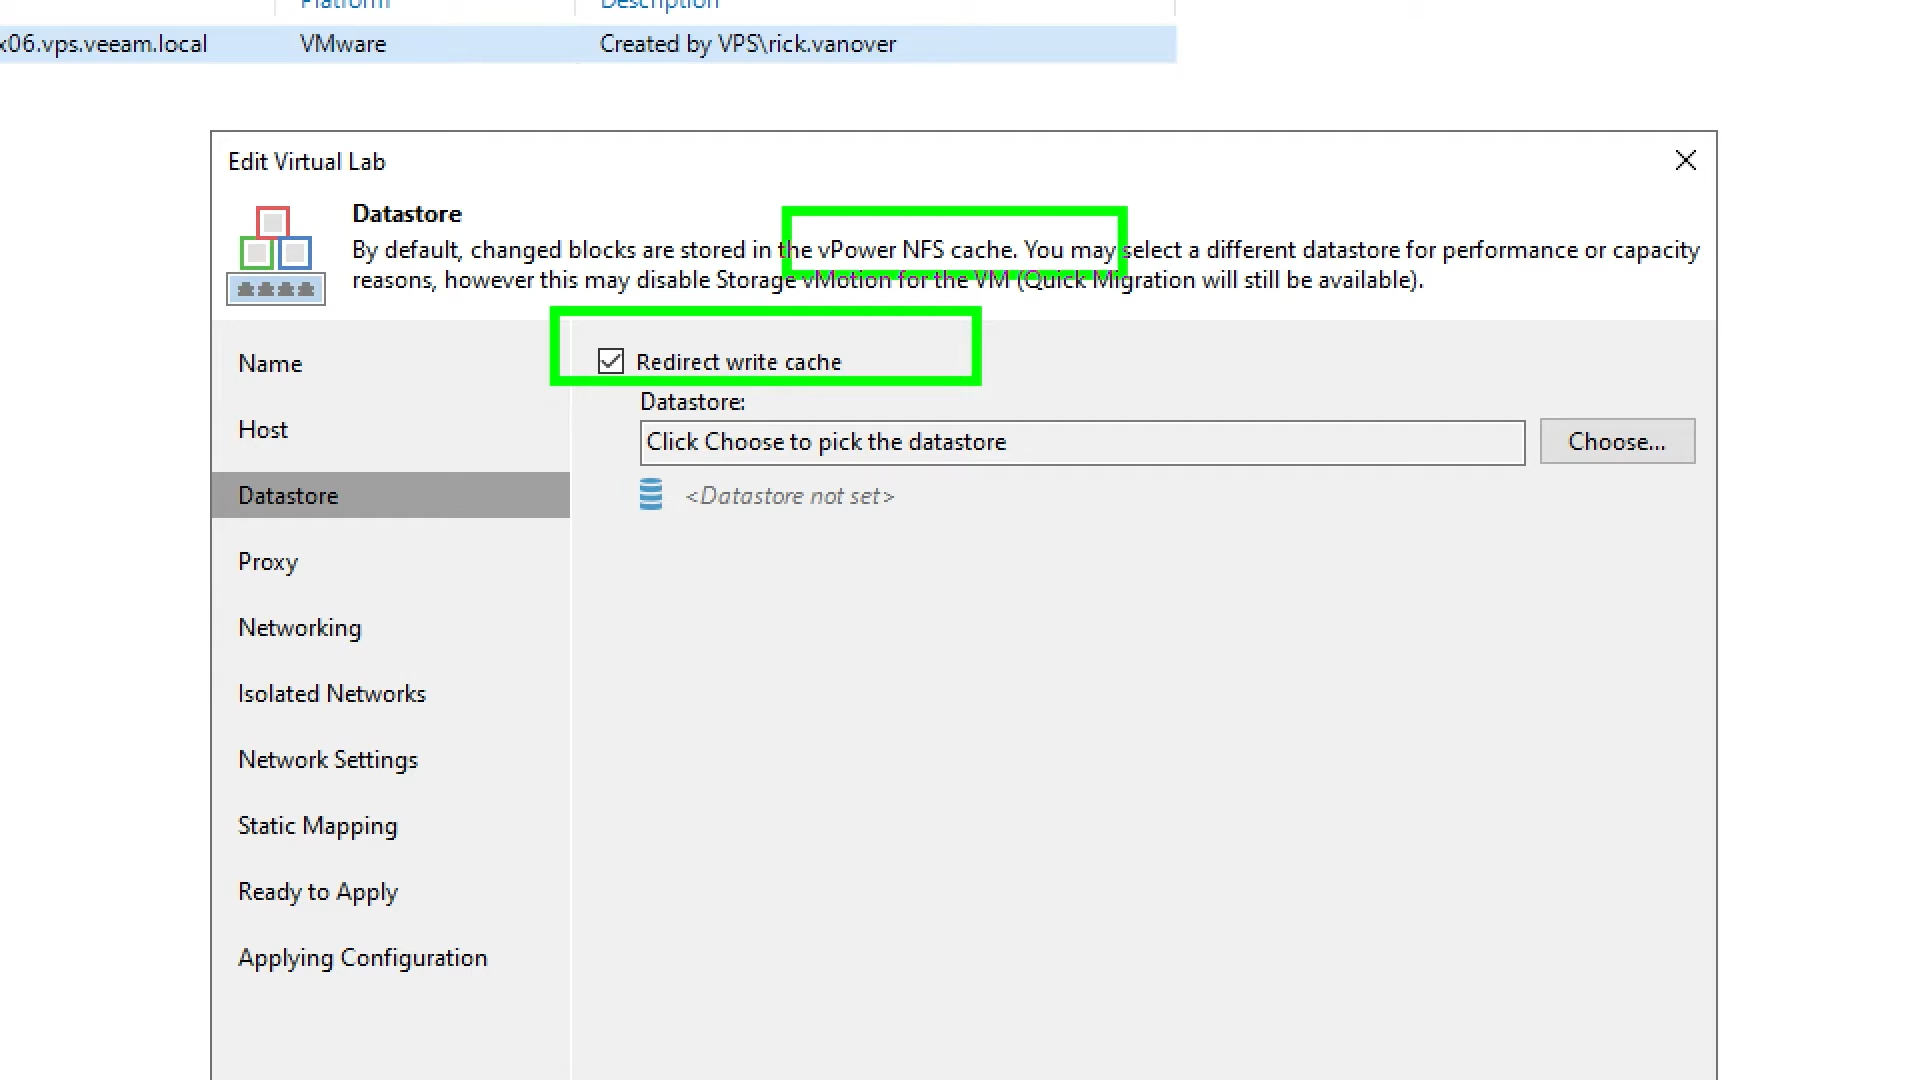 Platform Description
x06.vps.veeam.local VMware Created by VPS\rick.vanover
Edit Virtual Lab
Datastore
By default, changed blocks are stored in the vPower NFS cache. You may select a different datastore for performance or capacity
reasons, however this may disable Storage vMotion for the VM (Quick Migration will still be available).
Name
Redirect write cache
Datastore:
Host
Click Choose to pick the datastore
Choose...
Datastore
<Datastore not set>
Proxy
Networking
Isolated Networks
Network Settings
Static Mapping
Ready to Apply
Applying Configuration